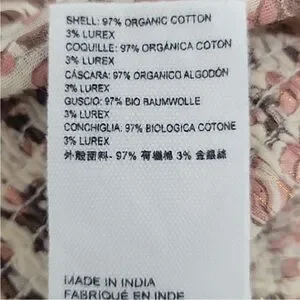 SHELL: 97% ORGANIC COTTON
3% LUREX
COQUILLE: 97% ORGÁNICA COTON
3% LUREX
CÁSCARA: 97% ORGANICO ALGODÓN
3% LUREX
GUSCIO: 97% BIO BAUMWOLLE
3% LUREX
CONCHIGLIA: 97% BIOLOGICA COTONE
3% LUREX
外殼面料- 97% 有機棉 3% 金銀絲
MADE IN INDIA
FABRIQUÉ EN INDE